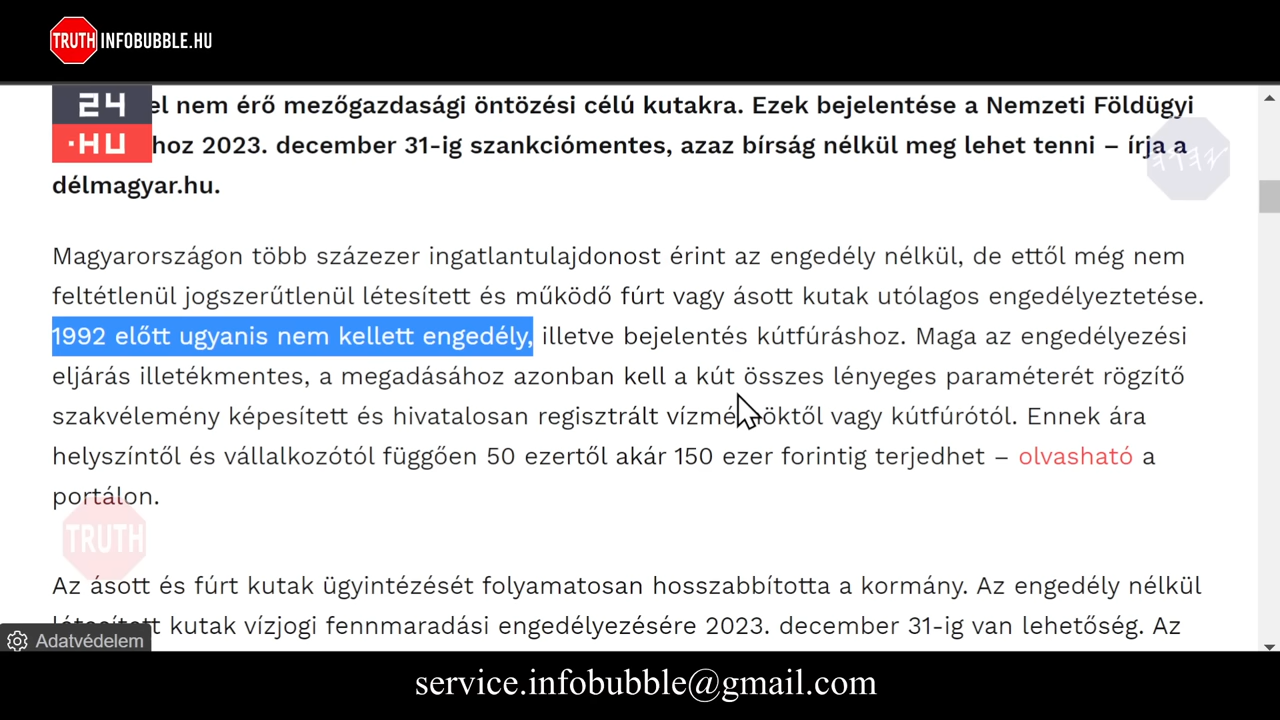 TRUTH INFOBUBBLE.HU
24
.HU
el nem érő mezőgazdasági öntözési célú kutakra. Ezek bejelentése a Nemzeti Földügyi
hoz 2023. december 31-ig szankciómentes, azaz bírság nélkül meg lehet tenni – írja a
délmagyar.hu.
Magyarországon több százezer ingatlantulajdonost érint az engedély nélkül, de ettől még nem
feltétlenül jogszerűtlenül létesített és működő fúrt vagy ásott kutak utólagos engedélyeztetése.
1992 előtt ugyanis nem kellett engedély, illetve bejelentés kútfúráshoz. Maga az engedélyezési
eljárás illetékmentes, a megadásához azonban kell a kút összes lényeges paraméterét rögzítő
szakvélemény képesített és hivatalosan regisztrált vízmérnöktől vagy kútfúrótól. Ennek ára
helyszíntől és vállalkozótól függően 50 ezertől akár 150 ezer forintig terjedhet – olvasható a
portálon.
TRUTH
Az ásott és fúrt kutak ügyintézését folyamatosan hosszabbította a kormány. Az engedély nélkül
létesített kutak vízjogi fennmaradási engedélyezésére 2023. december 31-ig van lehetőség. Az
Adatvédelem
service.infobubble@gmail.com